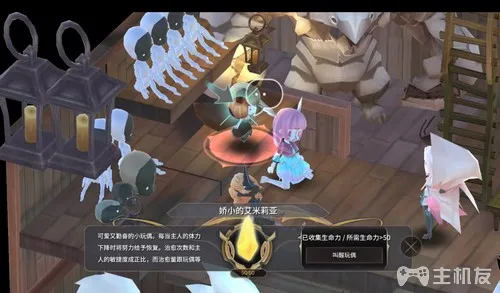 娇小的艾米莉亚
可爱又勤奋的小玩偶。每当主人的体力
下降时将努力给予恢复。治愈次数和主
人的敏捷度成正比，而治愈量跟玩偶等
50/50
已收集生命力 / 所需生命力>50
叫醒玩偶
主机友